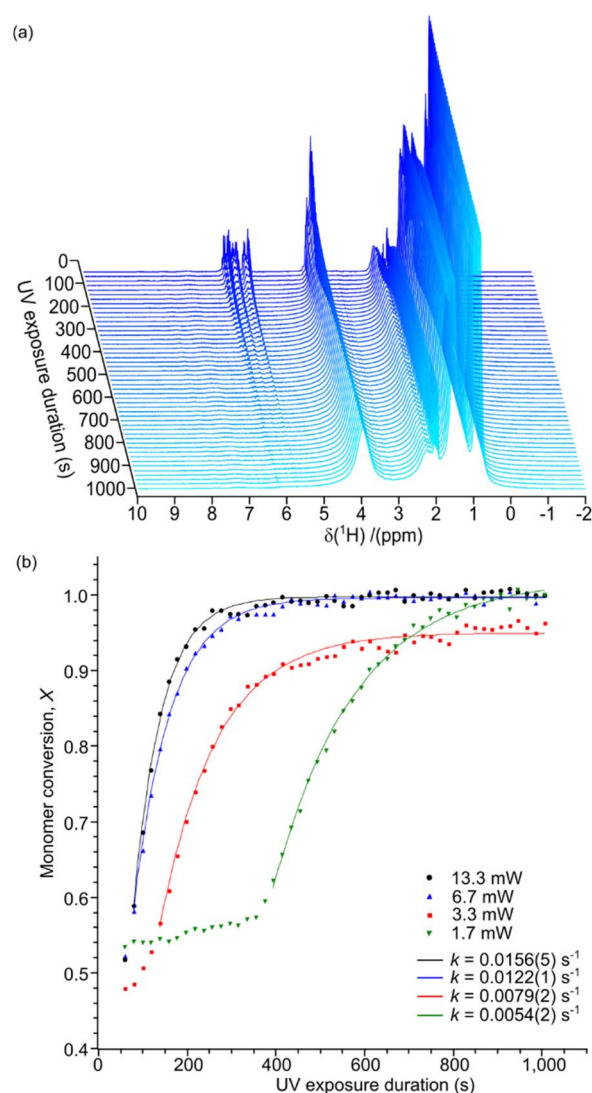 (a)
0
100
200
300
400
500
600
700
800
900
1000
UV exposure duration (s)
10 9 8 7 6 5 4 3 2 1 0 -1 -2
δ(¹H) /(ppm)
(b)
1.0
0.9
0.8
0.7
0.6
0.5
0.4
Monomer conversion, X
13.3 mW
6.7 mW
3.3 mW
1.7 mW
k = 0.0156(5) s⁻¹
k = 0.0122(1) s⁻¹
k = 0.0079(2) s⁻¹
k = 0.0054(2) s⁻¹
0 200 400 600 800 1,000
UV exposure duration (s)